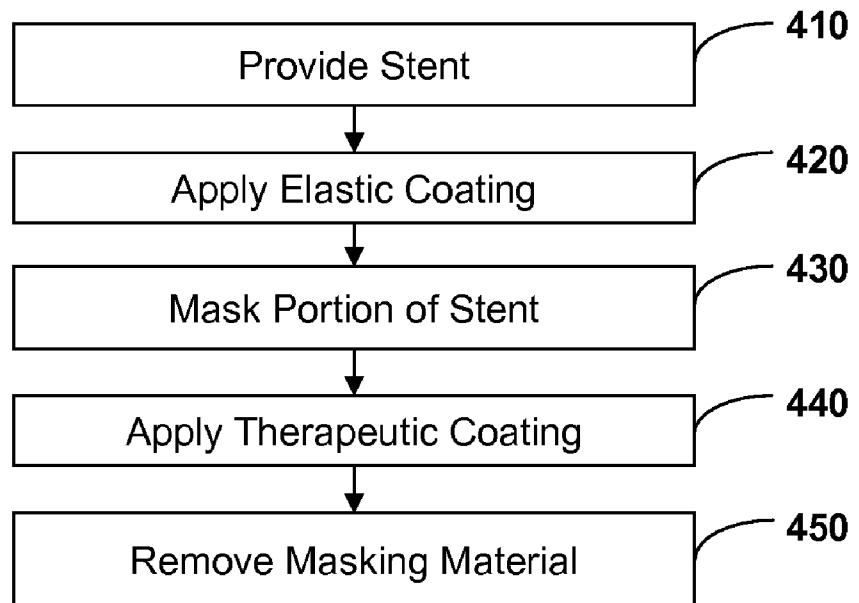 410
Provide Stent
420
Apply Elastic Coating
430
Mask Portion of Stent
440
Apply Therapeutic Coating
450
Remove Masking Material